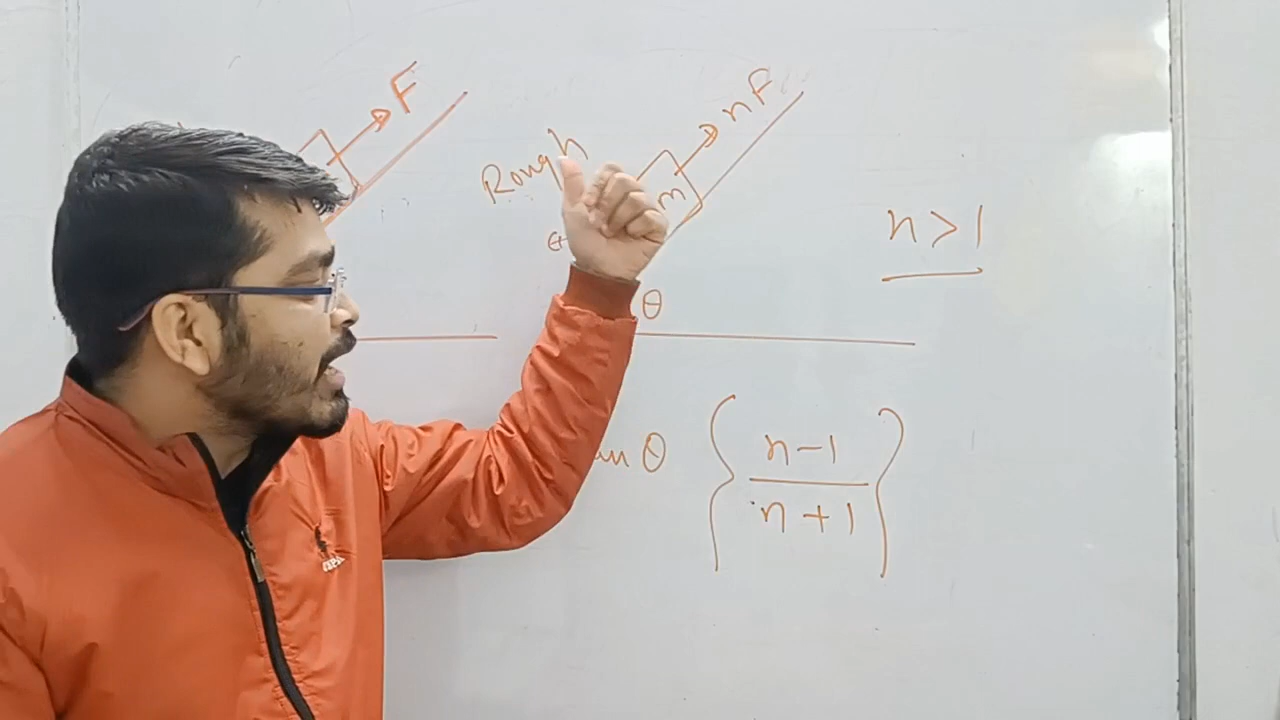 F
Rough
nF
m
n>1
θ
θ { n-1 / n+1 }